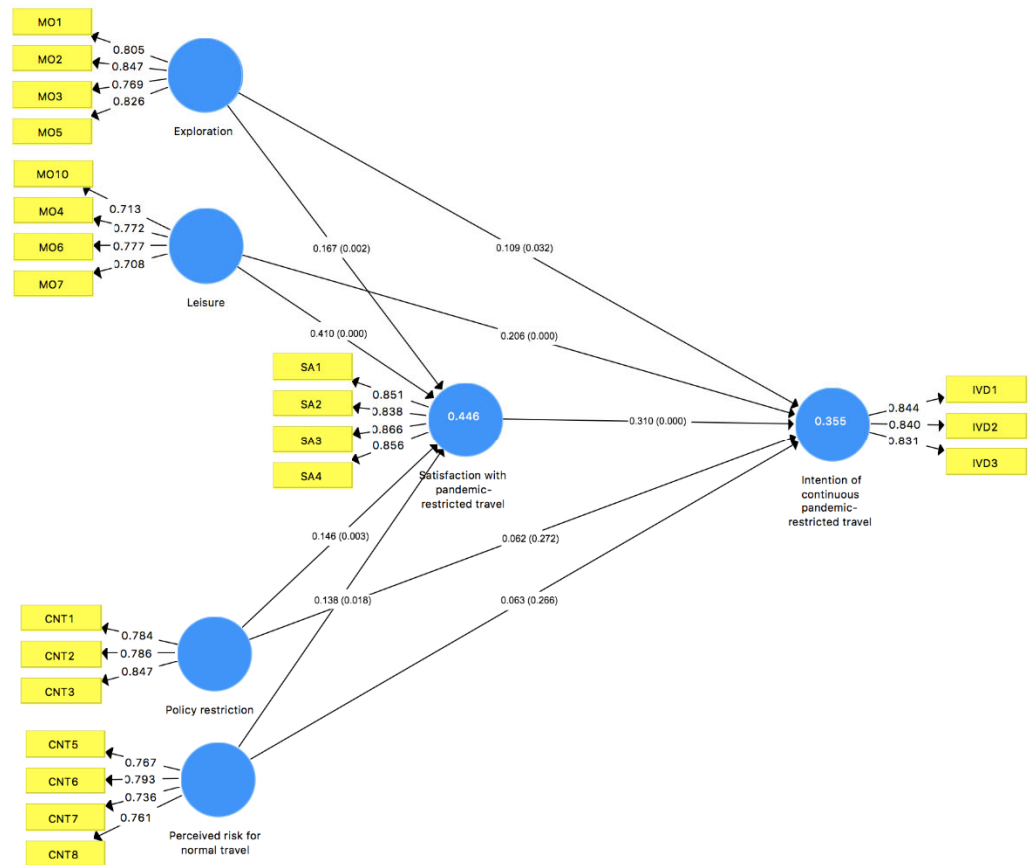 MO1
0.805
MO2
0.847
MO3
0.769
0.826
MO5
Exploration
MO10
0.713
MO4
0.772
MO6
0.777
MO7
0.708
Leisure
0.167 (0.002)
0.109 (0.032)
0.410 (0.000)
0.206 (0.000)
SA1
0.851
SA2
0.838
SA3
0.866
SA4
0.856
0.446
Satisfaction with
pandemic-
restricted travel
0.310 (0.000)
0.355
Intention of
continuous
pandemic-
restricted travel
0.844
IVD1
0.840
IVD2
0.831
IVD3
0.146 (0.003)
0.062 (0.272)
0.138 (0.018)
0.063 (0.266)
CNT1
0.784
CNT2
0.786
CNT3
0.847
Policy restriction
CNT5
0.767
CNT6
0.793
CNT7
0.736
0.761
CNT8
Perceived risk for
normal travel